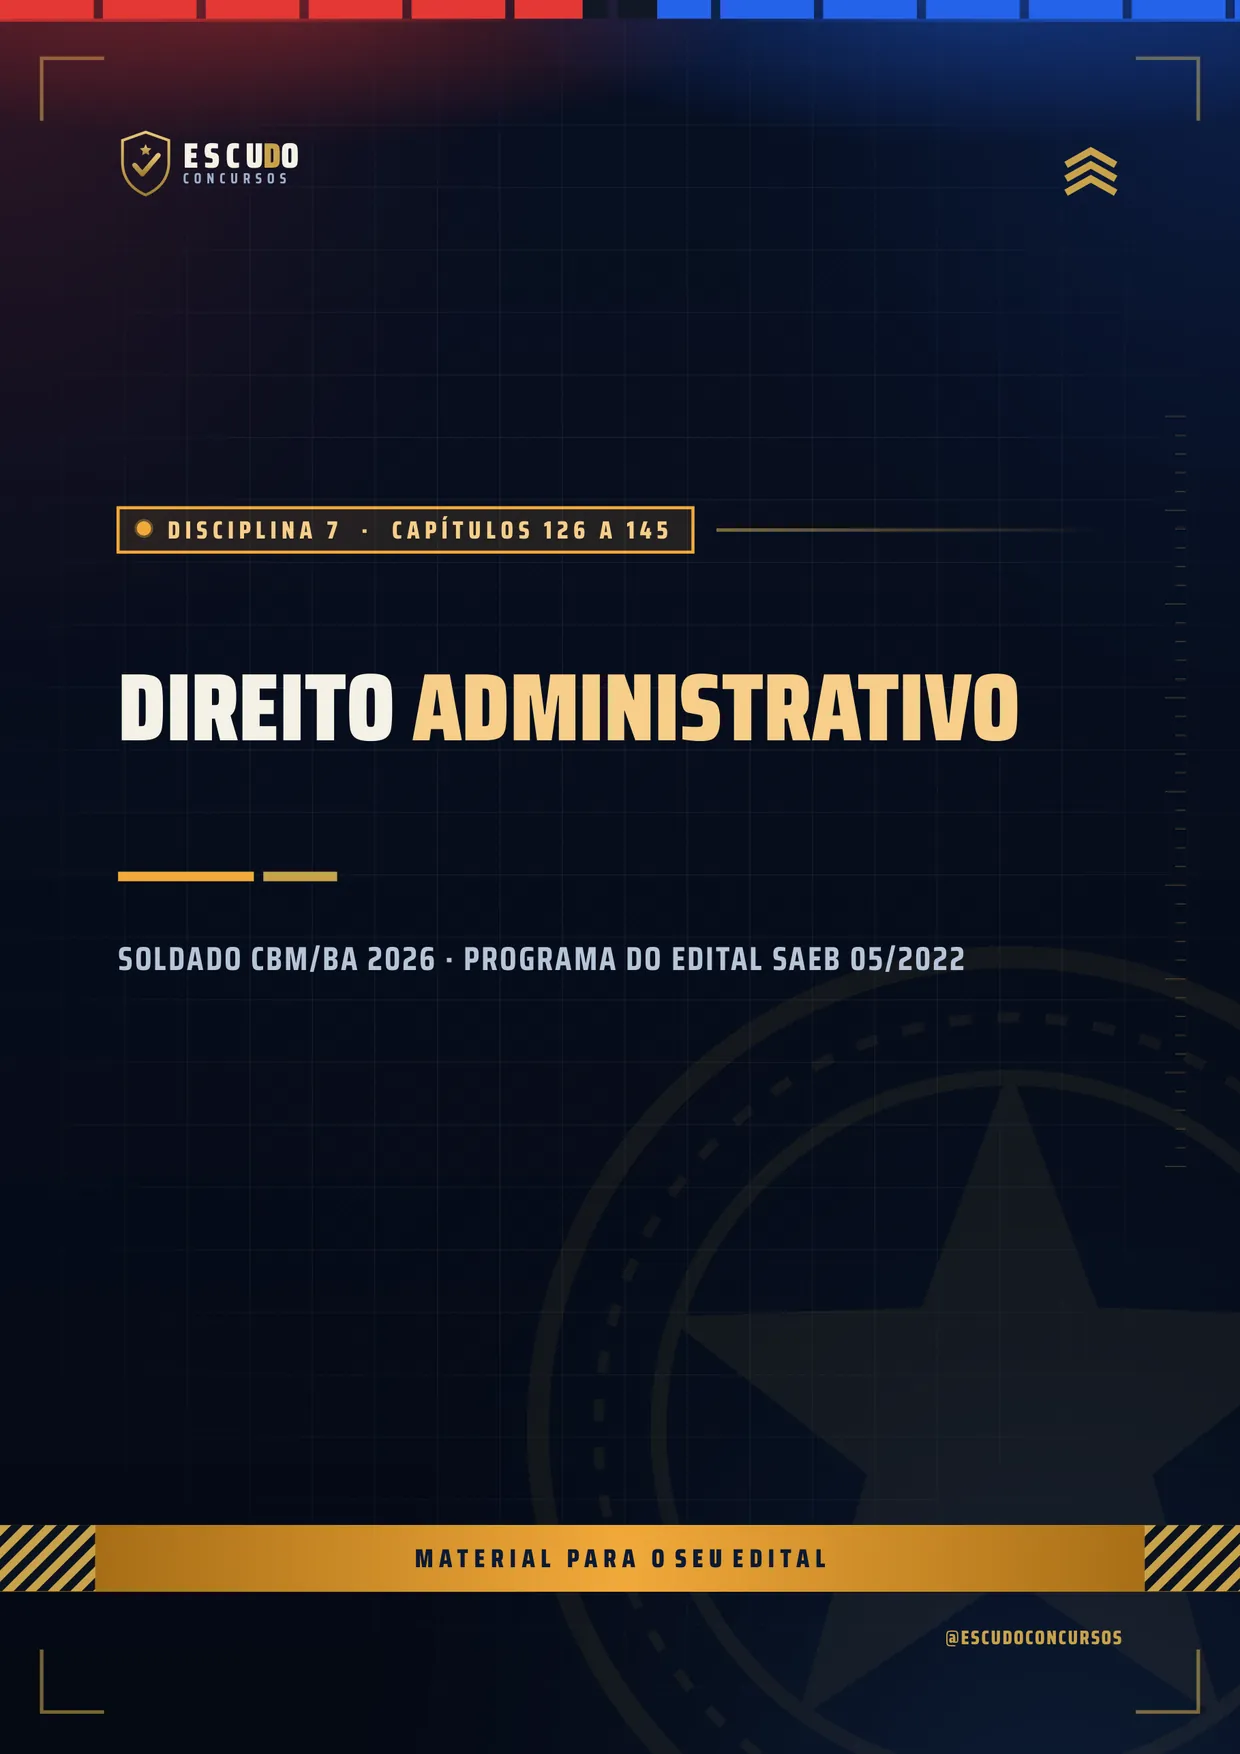 ESCUDO
CONCURSOS
DISCIPLINA 7 · CAPÍTULOS 126 A 145
DIREITO ADMINISTRATIVO
SOLDADO CBM/BA 2026 · PROGRAMA DO EDITAL SAEB 05/2022
MATERIAL PARA O SEU EDITAL
@ESCUDOCONCURSOS